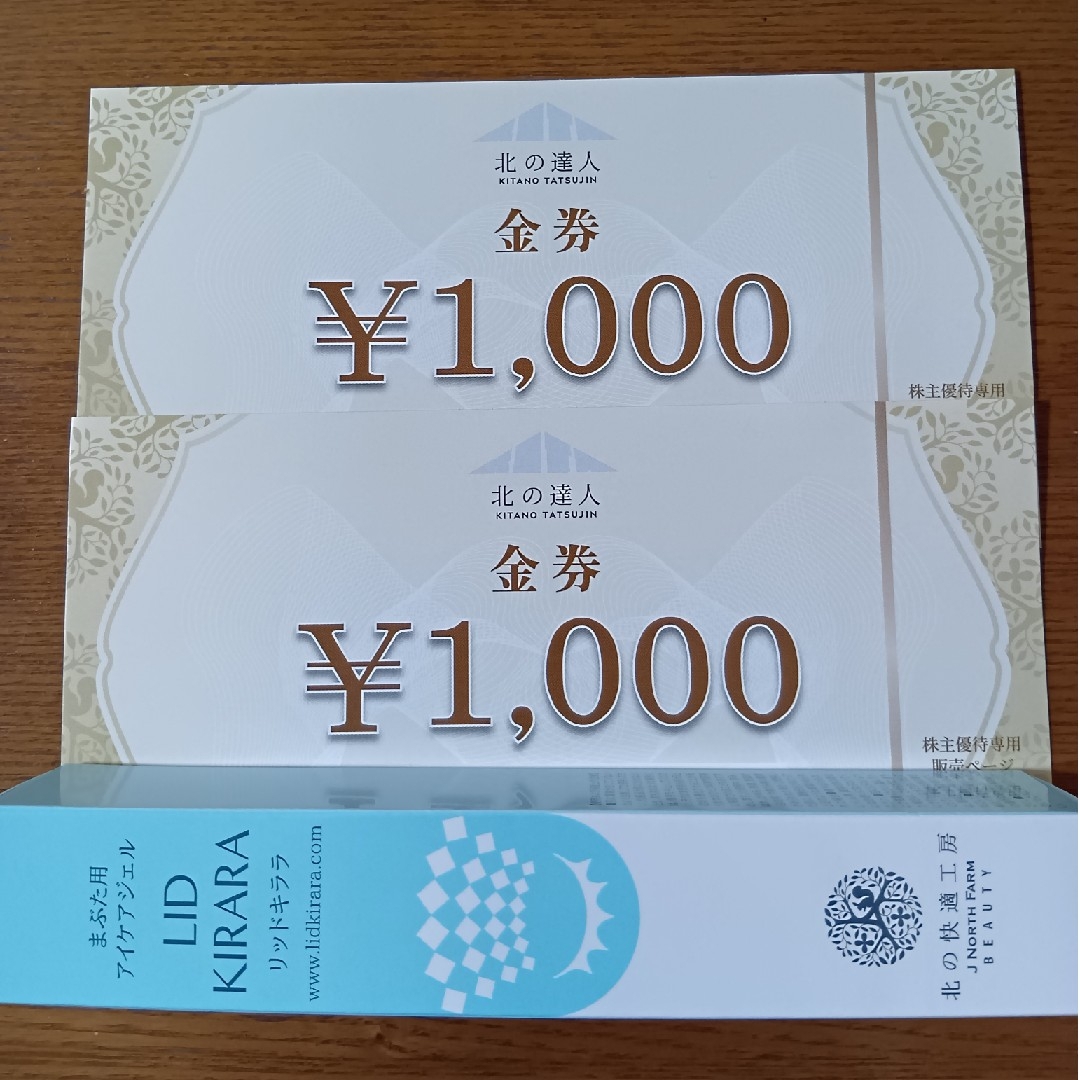 北の達人
KITANO TATSUJIN
金券
¥1,000
株主優待専用
北の達人
KITANO TATSUJIN
金券
¥1,000
株主優待専用
販売ページ
まぶた用
アイケアジェル
LID
KIRARA
リッドキララ
www.lidkirara.com
北の快適工房
J NORTH FARM
BEAUTY